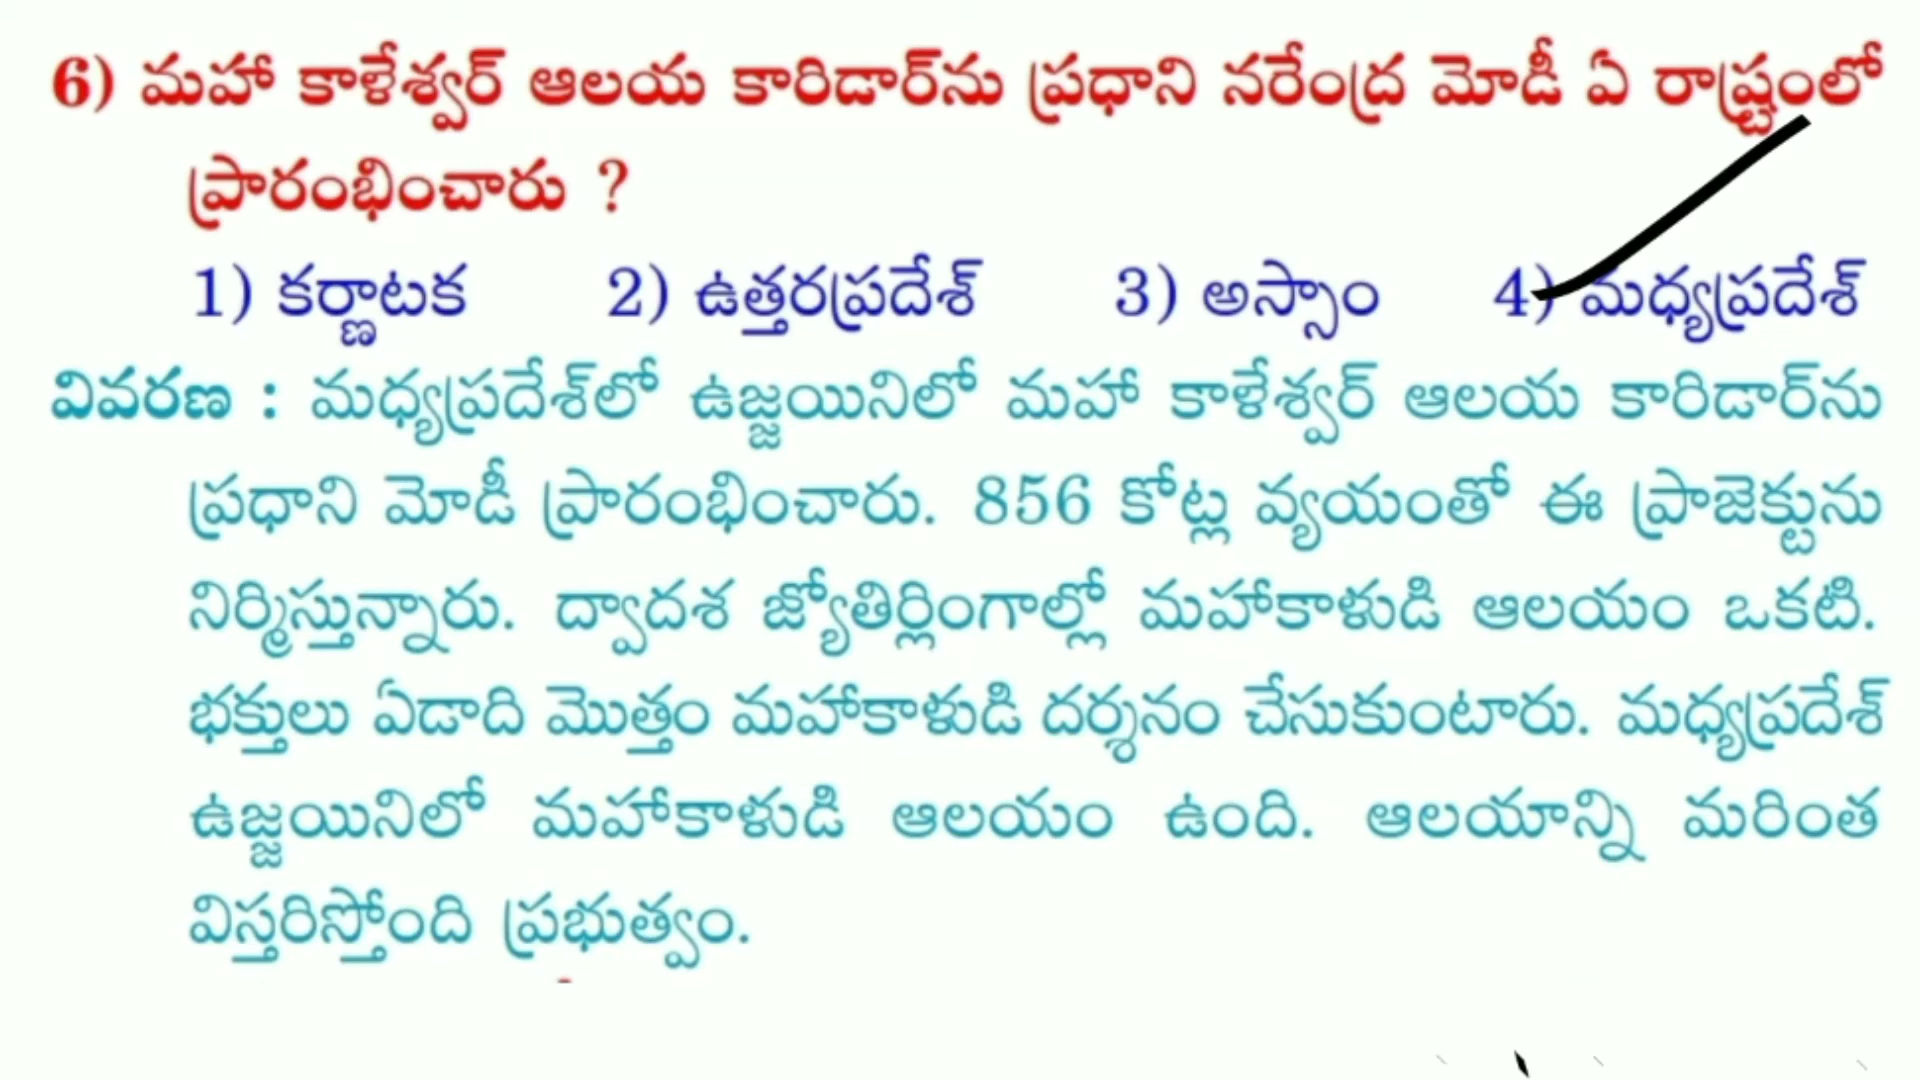 6) మహా కాళేశ్వర్ ఆలయ కారిడార్‌ను ప్రధాని నరేంద్ర మోడీ ఏ రాష్ట్రంలో
ప్రారంభించారు ?
1) కర్ణాటక 2) ఉత్తరప్రదేశ్ 3) అస్సాం 4) మధ్యప్రదేశ్
వివరణ : మధ్యప్రదేశ్‌లో ఉజ్జయినిలో మహా కాళేశ్వర్ ఆలయ కారిడార్‌ను
ప్రధాని మోడీ ప్రారంభించారు. 856 కోట్ల వ్యయంతో ఈ ప్రాజెక్టును
నిర్మిస్తున్నారు. ద్వాదశ జ్యోతిర్లింగాల్లో మహాకాళుడి ఆలయం ఒకటి.
భక్తులు ఏడాది మొత్తం మహాకాళుడి దర్శనం చేసుకుంటారు. మధ్యప్రదేశ్
ఉజ్జయినిలో మహాకాళుడి ఆలయం ఉంది. ఆలయాన్ని మరింత
విస్తరిస్తోంది ప్రభుత్వం.